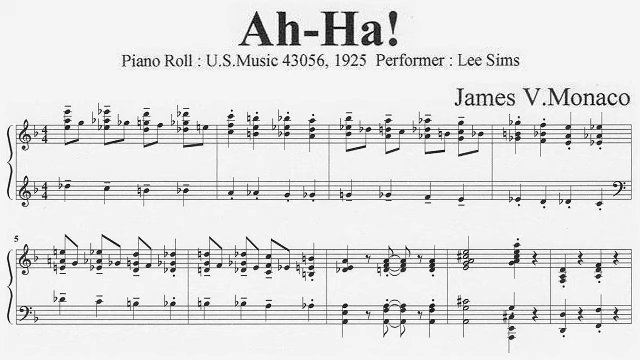 Ah-Ha!
Piano Roll : U.S.Music 43056, 1925 Performer : Lee Sims
James V.Monaco
5